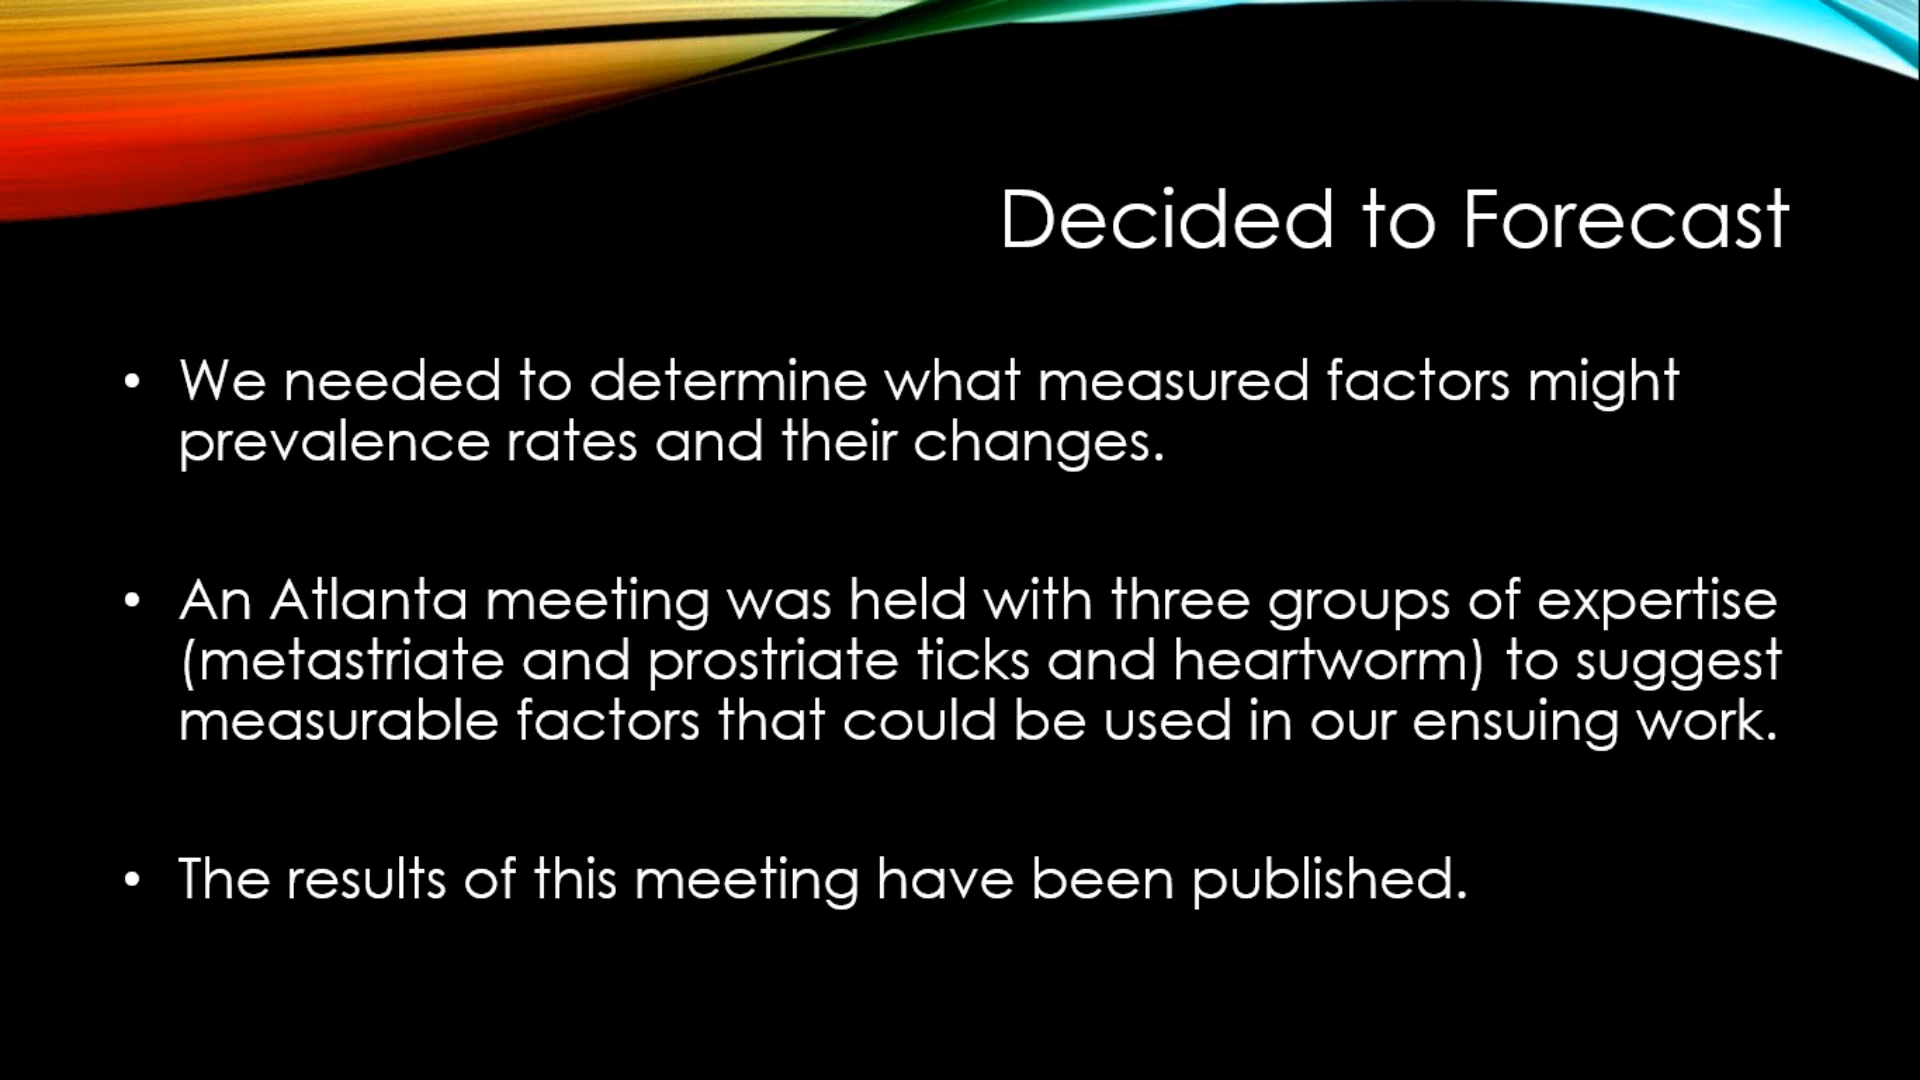 Decided to Forecast
• We needed to determine what measured factors might
prevalence rates and their changes.
• An Atlanta meeting was held with three groups of expertise
(metastriate and prostriate ticks and heartworm) to suggest
measurable factors that could be used in our ensuing work.
• The results of this meeting have been published.